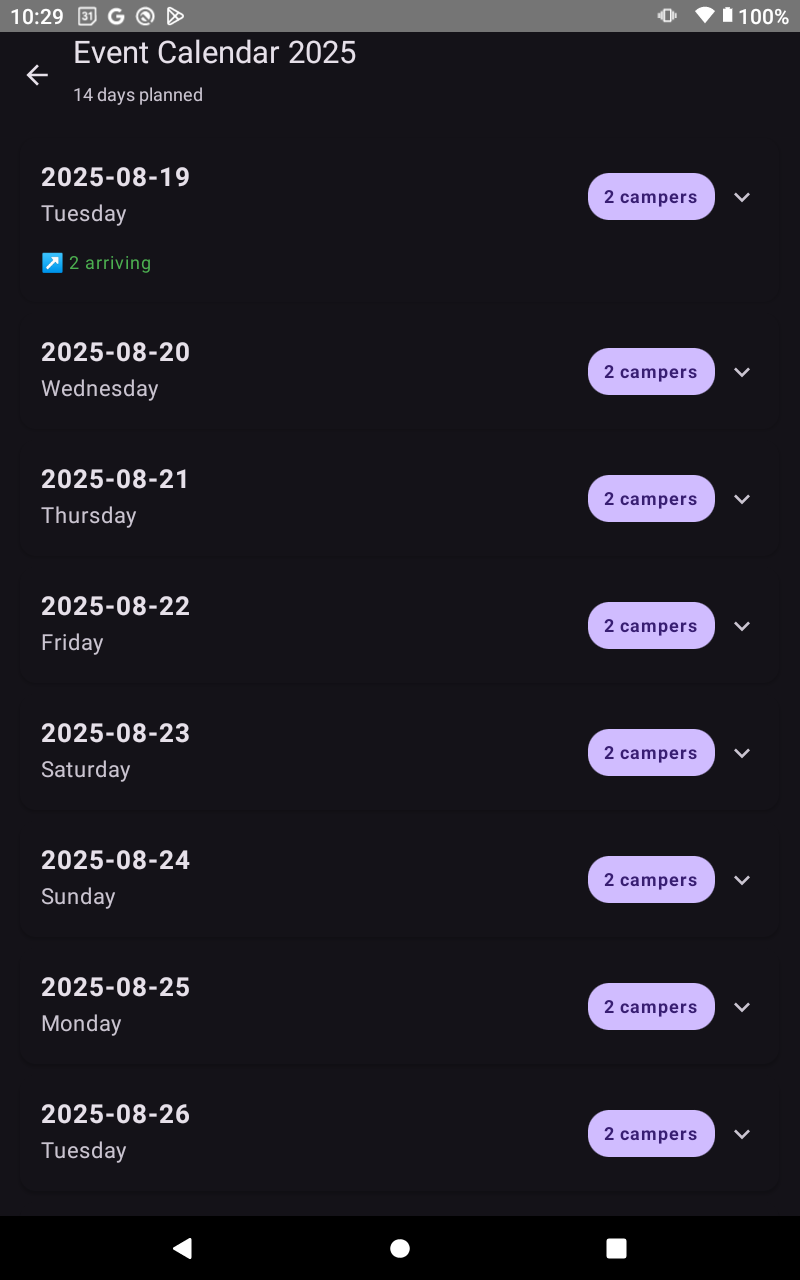 10:29 31 G 100%
Event Calendar 2025
14 days planned
2025-08-19
Tuesday
2 campers
2 arriving
2025-08-20
Wednesday
2 campers
2025-08-21
Thursday
2 campers
2025-08-22
Friday
2 campers
2025-08-23
Saturday
2 campers
2025-08-24
Sunday
2 campers
2025-08-25
Monday
2 campers
2025-08-26
Tuesday
2 campers